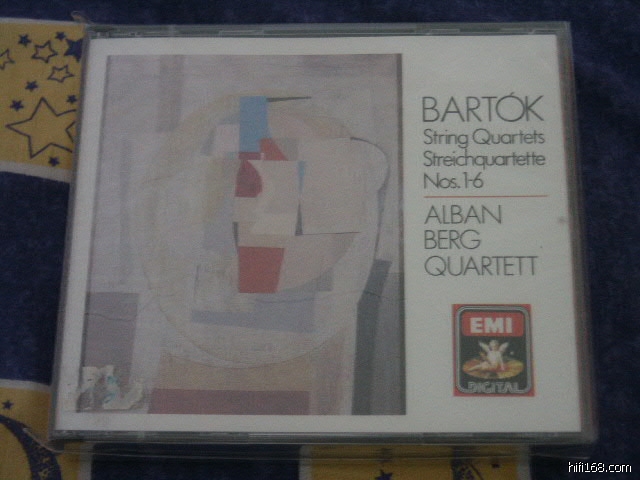 BARTÓK
String Quartets
Streichquartette
Nos. 1-6
ALBAN
BERG
QUARTETT
EMI
DIGITAL
hifi168.com